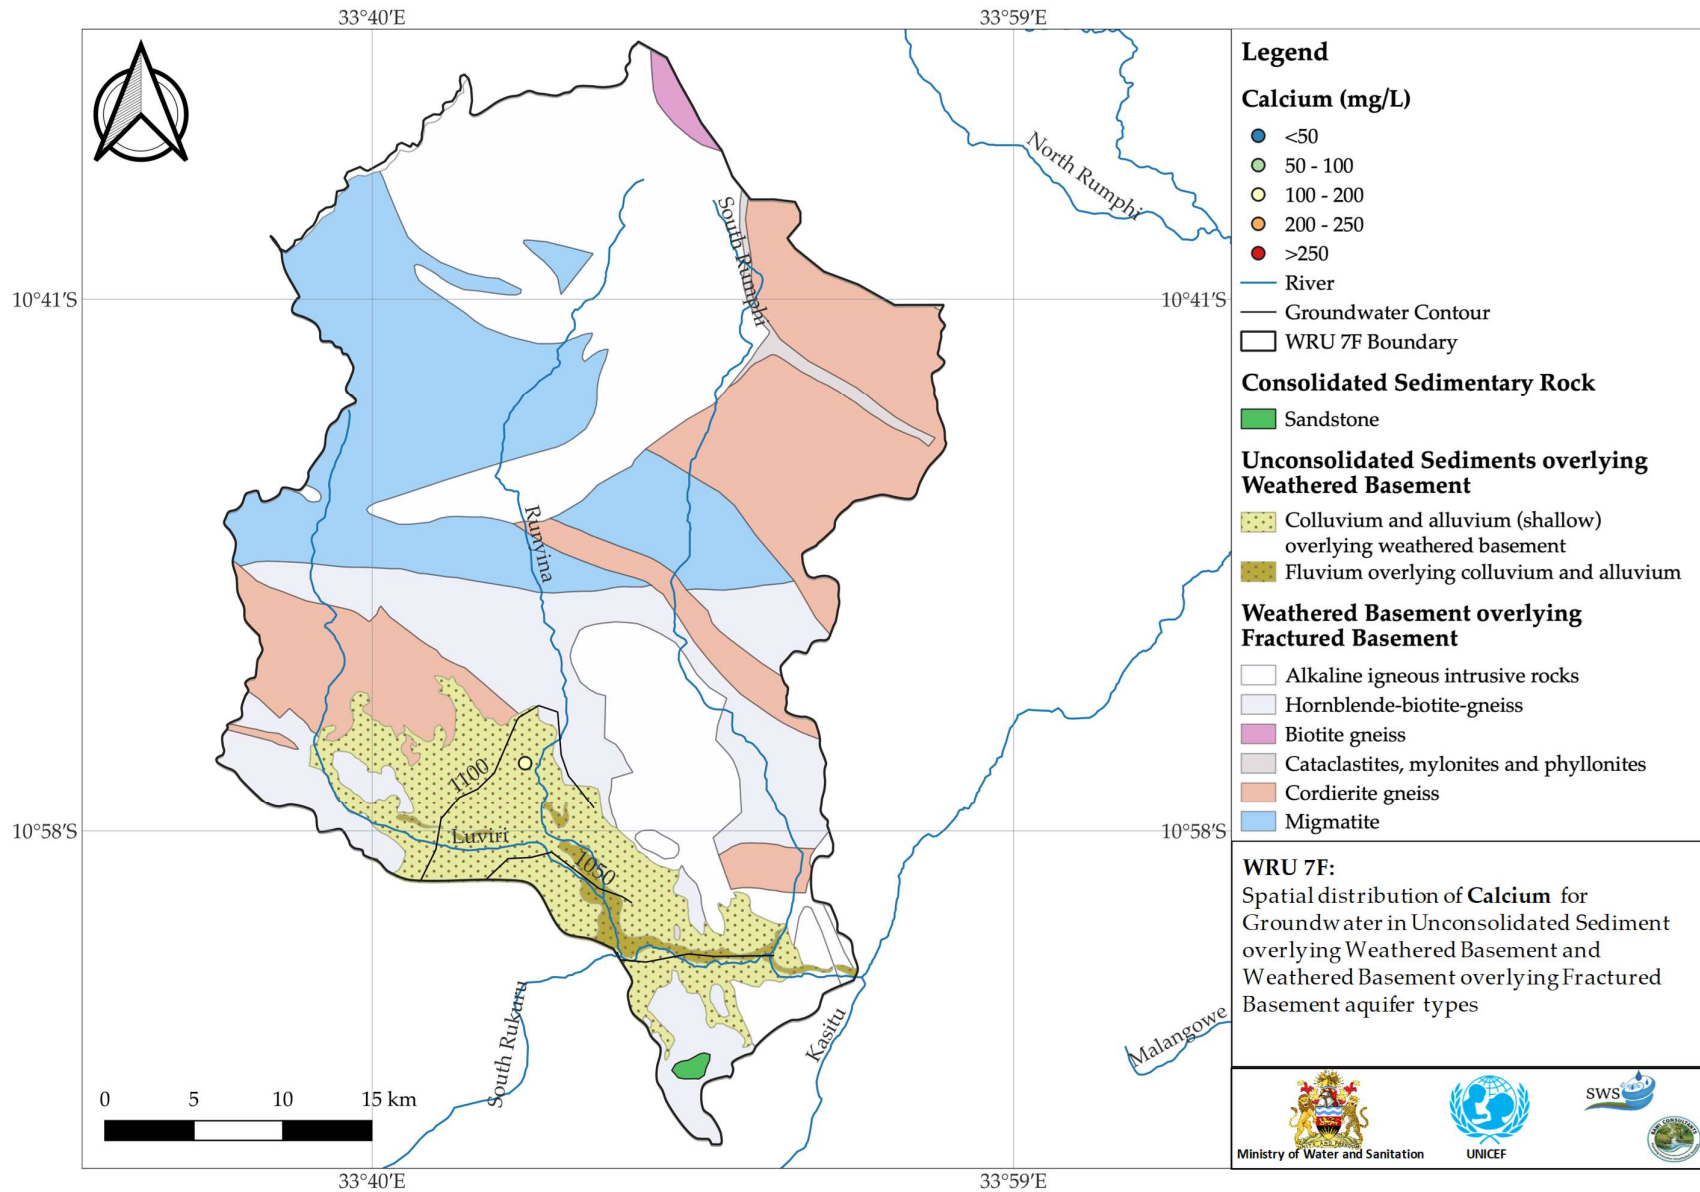 33°40′E
33°59′E
North Rumphi
South Rumphi
10°41′S
10°41′S
Runyina
1100
Luviri
10°58′S
10°58′S
1050
South Rukuru
Kasitu
Malangowe
0 5 10 15 km
33°40′E
33°59′E
Legend
Calcium (mg/L)
<50
50 - 100
100 - 200
200 - 250
>250
River
Groundwater Contour
WRU 7F Boundary
Consolidated Sedimentary Rock
Sandstone
Unconsolidated Sediments overlying
Weathered Basement
Colluvium and alluvium (shallow)
overlying weathered basement
Fluvium overlying colluvium and alluvium
Weathered Basement overlying
Fractured Basement
Alkaline igneous intrusive rocks
Hornblende-biotite-gneiss
Biotite gneiss
Cataclastites, mylonites and phyllonites
Cordierite gneiss
Migmatite
WRU 7F:
Spatial distribution of Calcium for
Groundwater in Unconsolidated Sediment
overlying Weathered Basement and
Weathered Basement overlying Fractured
Basement aquifer types
Ministry of Water and Sanitation
UNICEF
SWS